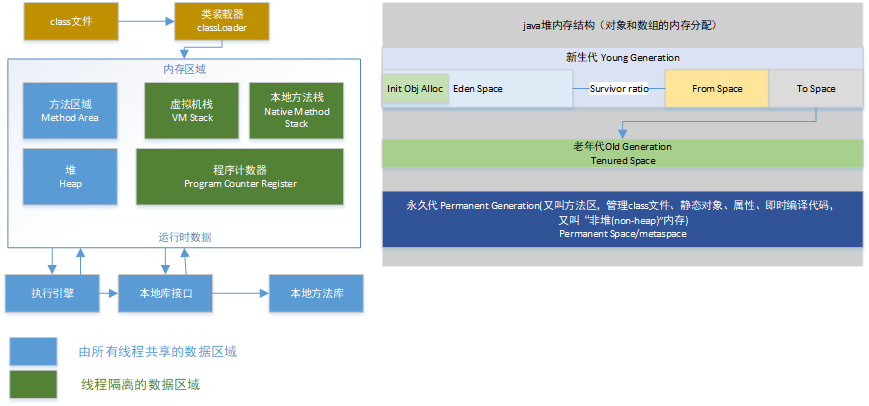 class文件
类装载器
classLoader
内存区域
方法区域
Method Area
虚拟机栈
VM Stack
本地方法栈
Native Method
Stack
堆
Heap
程序计数器
Program Counter Register
运行时数据
执行引擎
本地库接口
本地方法库
由所有线程共享的数据区域
线程隔离的数据区域
java堆内存结构（对象和数组的内存分配）
新生代 Young Generation
Init Obj Alloc
Eden Space
Survivor ratio
From Space
To Space
老年代Old Generation
Tenured Space
永久代 Permanent Generation(又叫方法区，管理class文件、静态对象、属性、即时编译代码，
又叫“非堆(non-heap)”内存)
Permanent Space/metaspace